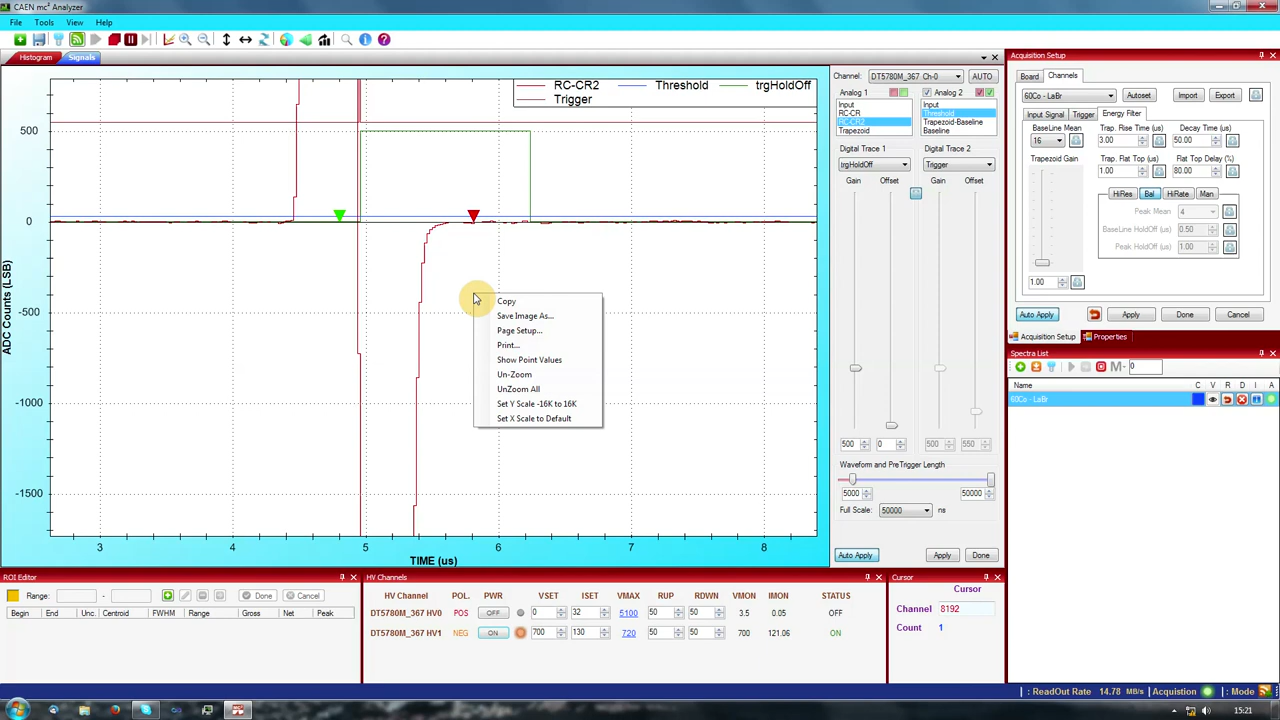 CAEN mc² Analyzer
File Tools View Help
Histogram Signals
RC-CR2 Threshold trgHoldOff
Trigger
500
0
-500
-1000
-1500
ADC Counts (LSB)
3 4 5 6 7 8
TIME (us)
Copy
Save Image As...
Page Setup...
Print...
Show Point Values
Un-Zoom
UnZoom All
Set Y Scale -16K to 16K
Set X Scale to Default
Channel: DT5780M_367 Ch-0 AUTO
Analog 1 Analog 2
Input Input
RC-CR Threshold
RC-CR2 Trapezoid-Baseline
Trapezoid Baseline
Digital Trace 1 Digital Trace 2
trgHoldOff Trigger
Gain Offset Gain Offset
500 0 500 550
Waveform and PreTrigger Length
5000 50000
Full Scale: 50000 ns
Auto Apply Apply Done
Acquisition Setup
Board Channels
60Co - LaBr Autoset Import Export
Input Signal Trigger Energy Filter
BaseLine Mean Trap. Rise Time (us) Decay Time (us)
16 3.00 50.00
Trapezoid Gain Trap. Flat Top (us) Flat Top Delay (%)
1.00 80.00
HiRes Bal HiRate Man
Peak Mean 4
BaseLine HoldOff (us) 0.50
Peak HoldOff (us) 1.00
1.00
Auto Apply Apply Done Cancel
Acquisition Setup Properties
Spectra List
M- 0
Name C V R D I
60Co - LaBr
ROI Editor
Range: - Done Cancel
Begin End Unc. Centroid FWHM Range Gross Net Peak
HV Channels
HV Channel POL. PWR VSET ISET VMAX RUP RDWN VMON IMON STATUS
DT5780M_367 HV0 POS OFF 0 32 5100 50 50 3.5 0.05 OFF
DT5780M_367 HV1 NEG ON 700 130 720 50 50 700 121.06 ON
Cursor
Cursor
Channel 8192
Count 1
: ReadOut Rate 14.78 MB/s Acquistion : Mode
15:21